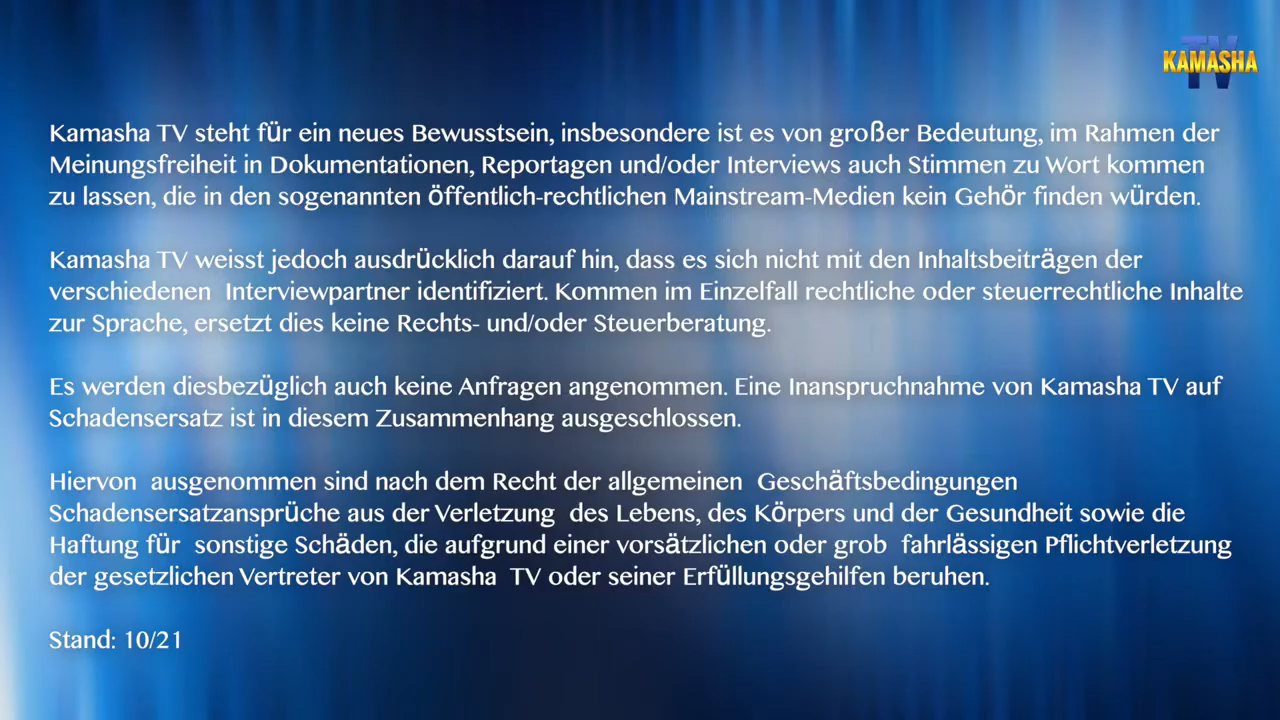 TV
KAMASHA
Kamasha TV steht für ein neues Bewusstsein, insbesondere ist es von großer Bedeutung, im Rahmen der
Meinungsfreiheit in Dokumentationen, Reportagen und/oder Interviews auch Stimmen zu Wort kommen
zu lassen, die in den sogenannten öffentlich-rechtlichen Mainstream-Medien kein Gehör finden würden.
Kamasha TV weisst jedoch ausdrücklich darauf hin, dass es sich nicht mit den Inhaltsbeiträgen der
verschiedenen  Interviewpartner identifiziert. Kommen im Einzelfall rechtliche oder steuerrechtliche Inhalte
zur Sprache, ersetzt dies keine Rechts- und/oder Steuerberatung.
Es werden diesbezüglich auch keine Anfragen angenommen. Eine Inanspruchnahme von Kamasha TV auf
Schadensersatz ist in diesem Zusammenhang ausgeschlossen.
Hiervon  ausgenommen sind nach dem Recht der allgemeinen  Geschäftsbedingungen
Schadensersatzansprüche aus der Verletzung  des Lebens, des Körpers und der Gesundheit sowie die
Haftung für  sonstige Schäden, die aufgrund einer vorsätzlichen oder grob  fahrlässigen Pflichtverletzung
der gesetzlichen Vertreter von Kamasha  TV oder seiner Erfüllungsgehilfen beruhen.
Stand: 10/21